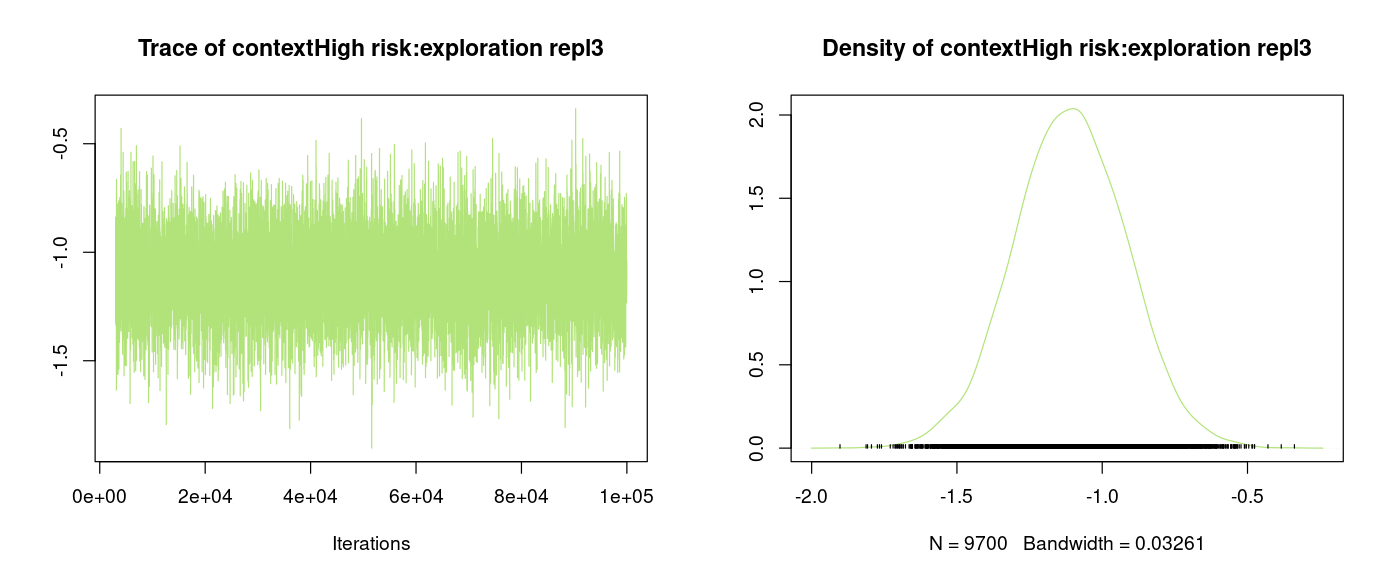 Trace of contextHigh risk:exploration repl3
-0.5
-1.0
-1.5
0e+00 2e+04 4e+04 6e+04 8e+04 1e+05
Iterations
Density of contextHigh risk:exploration repl3
2.0
1.5
1.0
0.5
0.0
-2.0 -1.5 -1.0 -0.5
N = 9700 Bandwidth = 0.03261